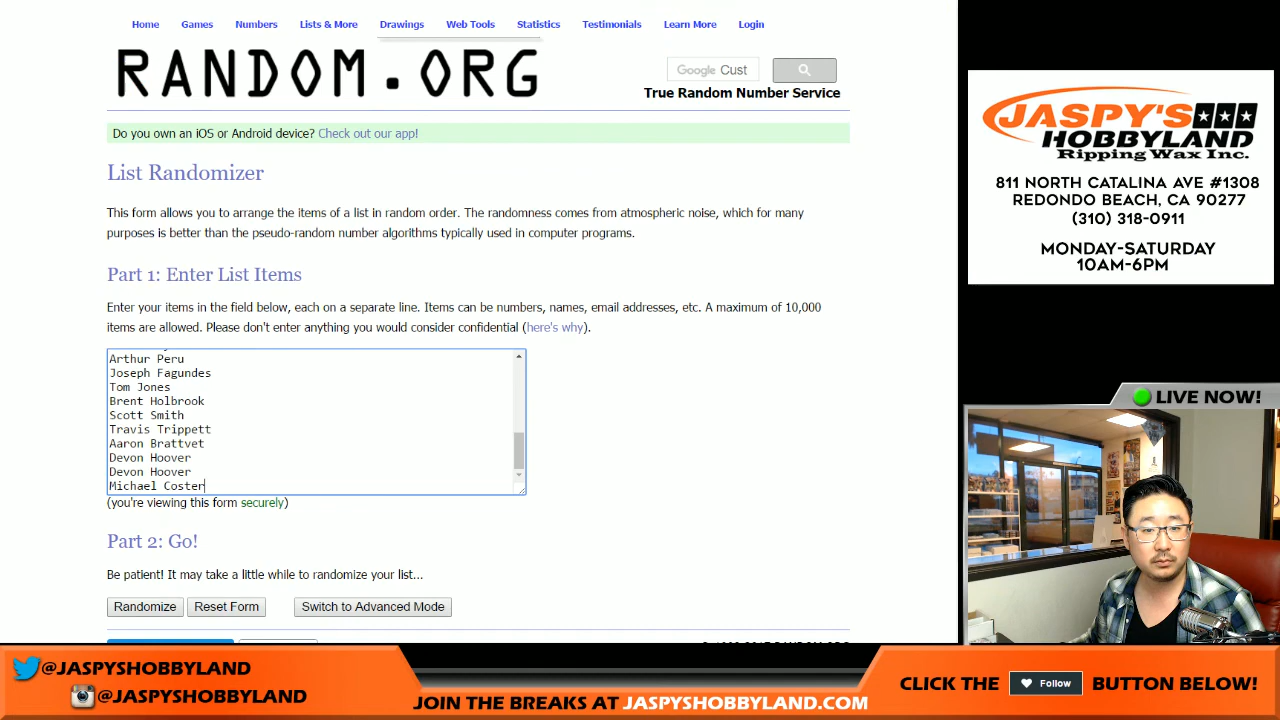 Home Games Numbers Lists & More Drawings Web Tools Statistics Testimonials Learn More Login
RANDOM.ORG
Google Cust
True Random Number Service
Do you own an iOS or Android device? Check out our app!
List Randomizer
This form allows you to arrange the items of a list in random order. The randomness comes from atmospheric noise, which for many
purposes is better than the pseudo-random number algorithms typically used in computer programs.
Part 1: Enter List Items
Enter your items in the field below, each on a separate line. Items can be numbers, names, email addresses, etc. A maximum of 10,000
items are allowed. Please don't enter anything you would consider confidential (here's why).
Arthur Peru
Joseph Fagundes
Tom Jones
Brent Holbrook
Scott Smith
Travis Trippett
Aaron Brattvet
Devon Hoover
Devon Hoover
Michael Coster
(you're viewing this form securely)
Part 2: Go!
Be patient! It may take a little while to randomize your list...
Randomize Reset Form Switch to Advanced Mode
JASPY'S
HOBBYLAND
Ripping Wax Inc.
811 NORTH CATALINA AVE #1308
REDONDO BEACH, CA 90277
(310) 318-0911
MONDAY-SATURDAY
10AM-6PM
LIVE NOW!
@JASPYSHOBBYLAND
@JASPYSHOBBYLAND
JOIN THE BREAKS AT JASPYSHOBBYLAND.COM
CLICK THE Follow BUTTON BELOW!